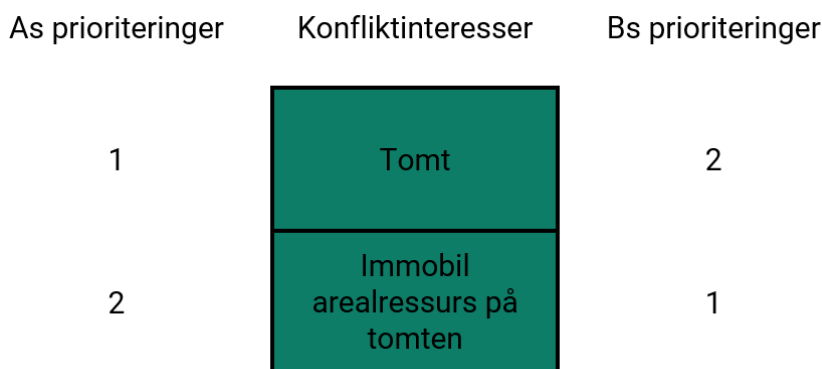 As prioriteringer Konfliktinteresser Bs prioriteringer
1 Tomt 2
Immobil
2 arealressurs på 1
tomten